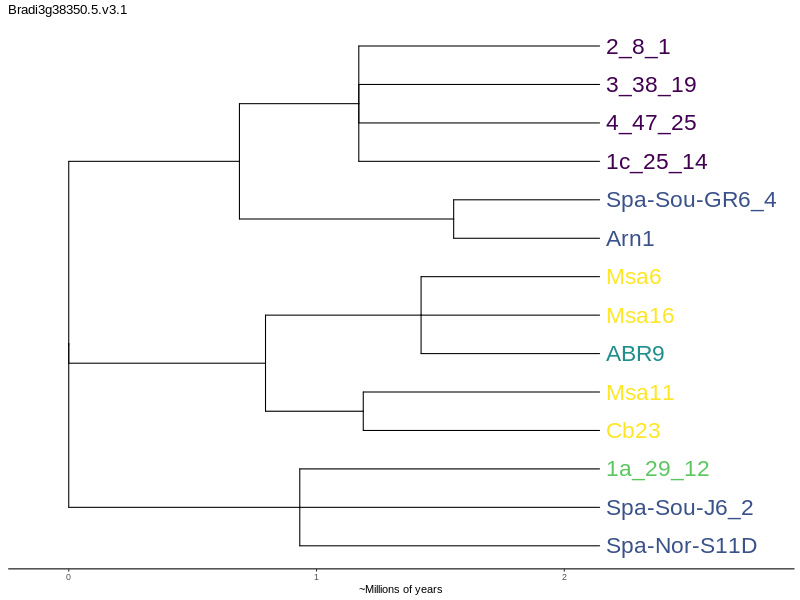 Bradi3g38350.5.v3.1
2_8_1
3_38_19
4_47_25
1c_25_14
Spa-Sou-GR6_4
Arn1
Msa6
Msa16
ABR9
Msa11
Cb23
1a_29_12
Spa-Sou-J6_2
Spa-Nor-S11D
0 1 2
~Millions of years